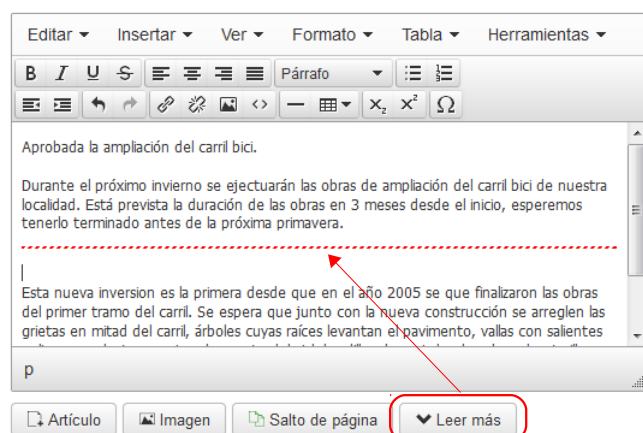 Editar Insertar Ver Formato Tabla Herramientas
B I U S Párrafo
x₂ x² Ω
Aprobada la ampliación del carril bici.
Durante el próximo invierno se ejectuarán las obras de ampliación del carril bici de nuestra
localidad. Está prevista la duración de las obras en 3 meses desde el inicio, esperemos
tenerlo terminado antes de la próxima primavera.
Esta nueva inversion es la primera desde que en el año 2005 se que finalizaron las obras
del primer tramo del carril. Se espera que junto con la nueva construcción se arreglen las
grietas en mitad del carril, árboles cuyas raíces levantan el pavimento, vallas con salientes
p
Artículo Imagen Salto de página Leer más